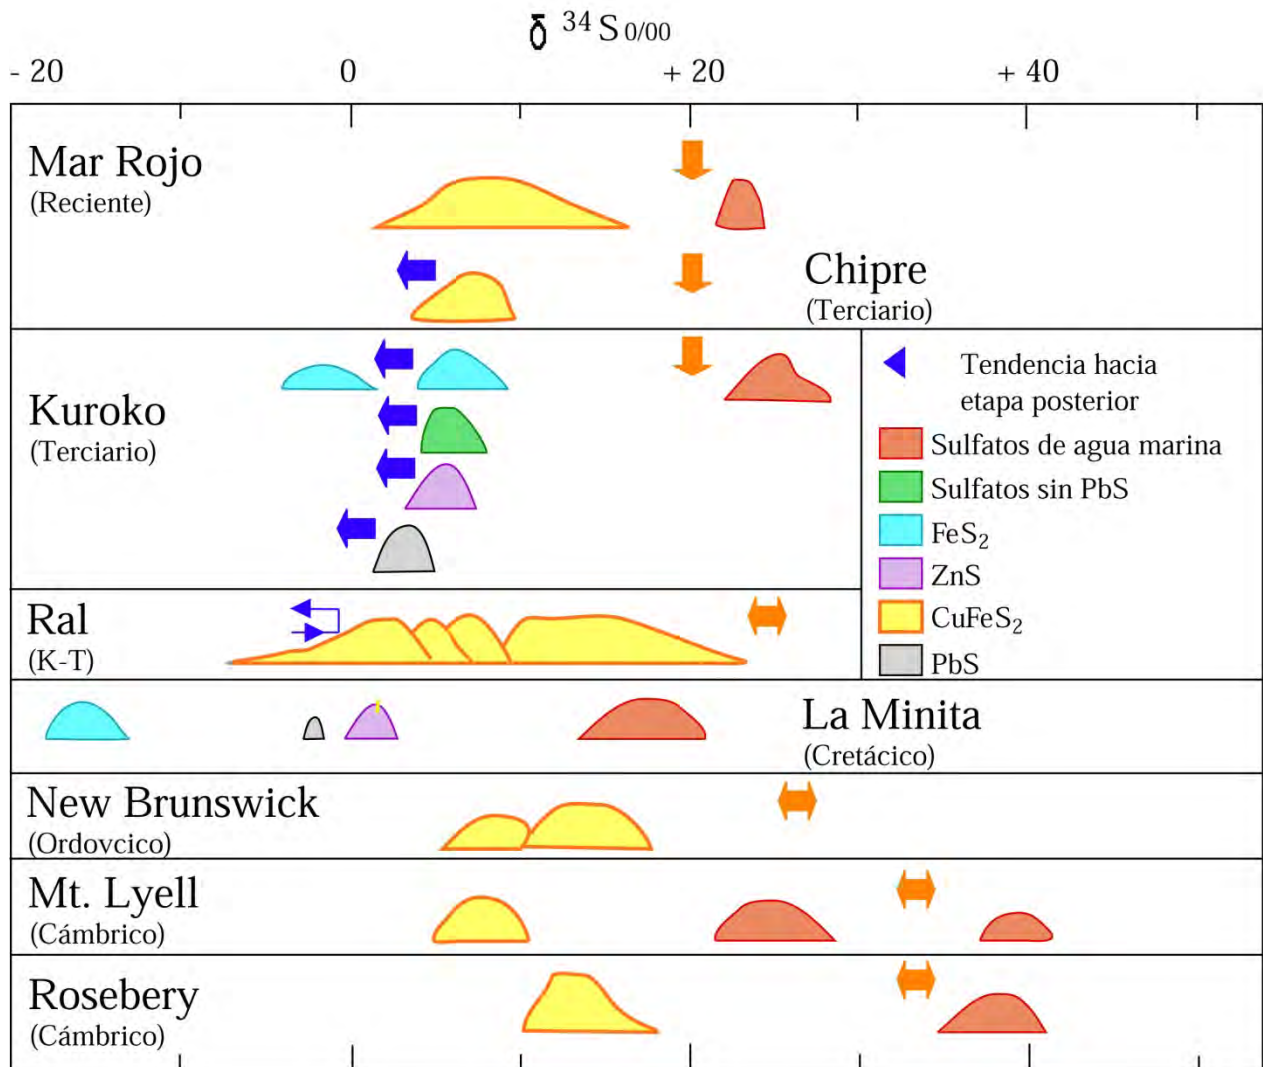 δ ³⁴S 0/00
- 20 0 + 20 + 40
Mar Rojo
(Reciente)
Chipre
(Terciario)
Kuroko
(Terciario)
Tendencia hacia
etapa posterior
Sulfatos de agua marina
Sulfatos sin PbS
FeS₂
ZnS
CuFeS₂
PbS
Ral
(K-T)
La Minita
(Cretácico)
New Brunswick
(Ordovcico)
Mt. Lyell
(Cámbrico)
Rosebery
(Cámbrico)